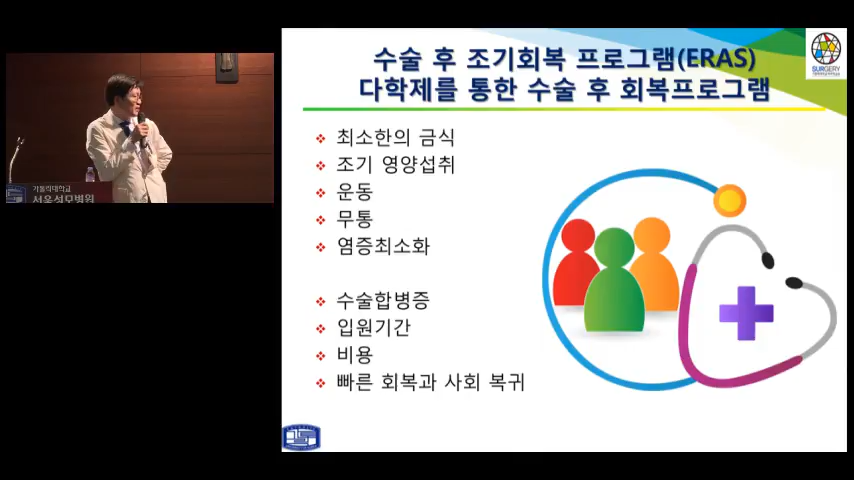 수술 후 조기회복 프로그램(ERAS)
다학제를 통한 수술 후 회복프로그램
SURGERY
최소한의 금식
조기 영양섭취
운동
무통
염증최소화
수술합병증
입원기간
비용
빠른 회복과 사회 복귀
가톨릭대학교
서울성모병원